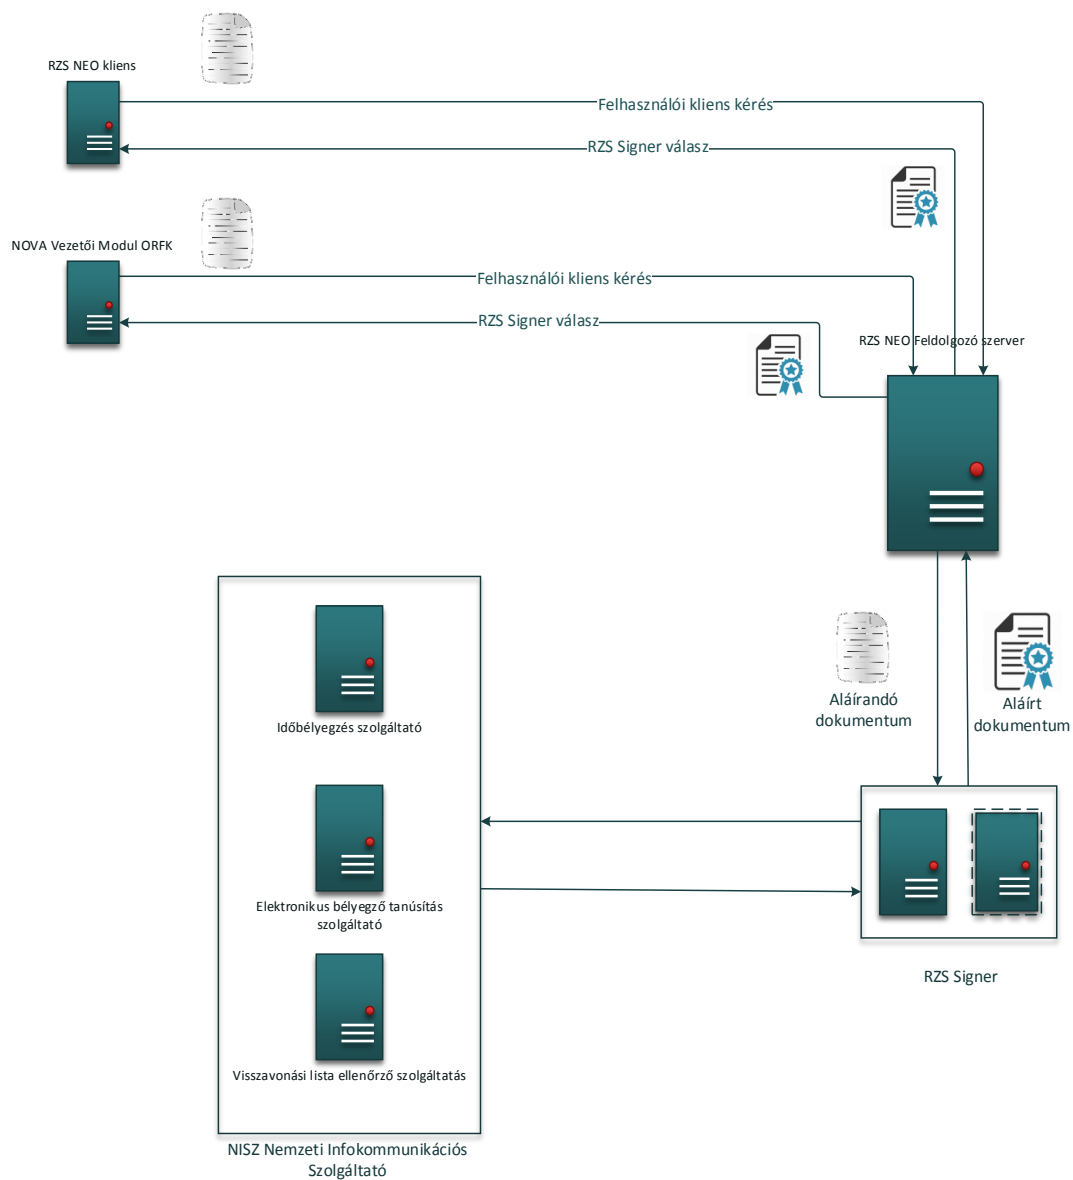 RZS NEO kliens
Felhasználói kliens kérés
RZS Signer válasz
NOVA Vezetői Modul ORFK
Felhasználói kliens kérés
RZS Signer válasz
RZS NEO Feldolgozó szerver
Aláírandó
dokumentum
Aláírt
dokumentum
Időbélyegzés szolgáltató
Elektronikus bélyegző tanúsítás
szolgáltató
RZS Signer
Visszavonási lista ellenőrző szolgáltatás
NISZ Nemzeti Infokommunikációs
Szolgáltató